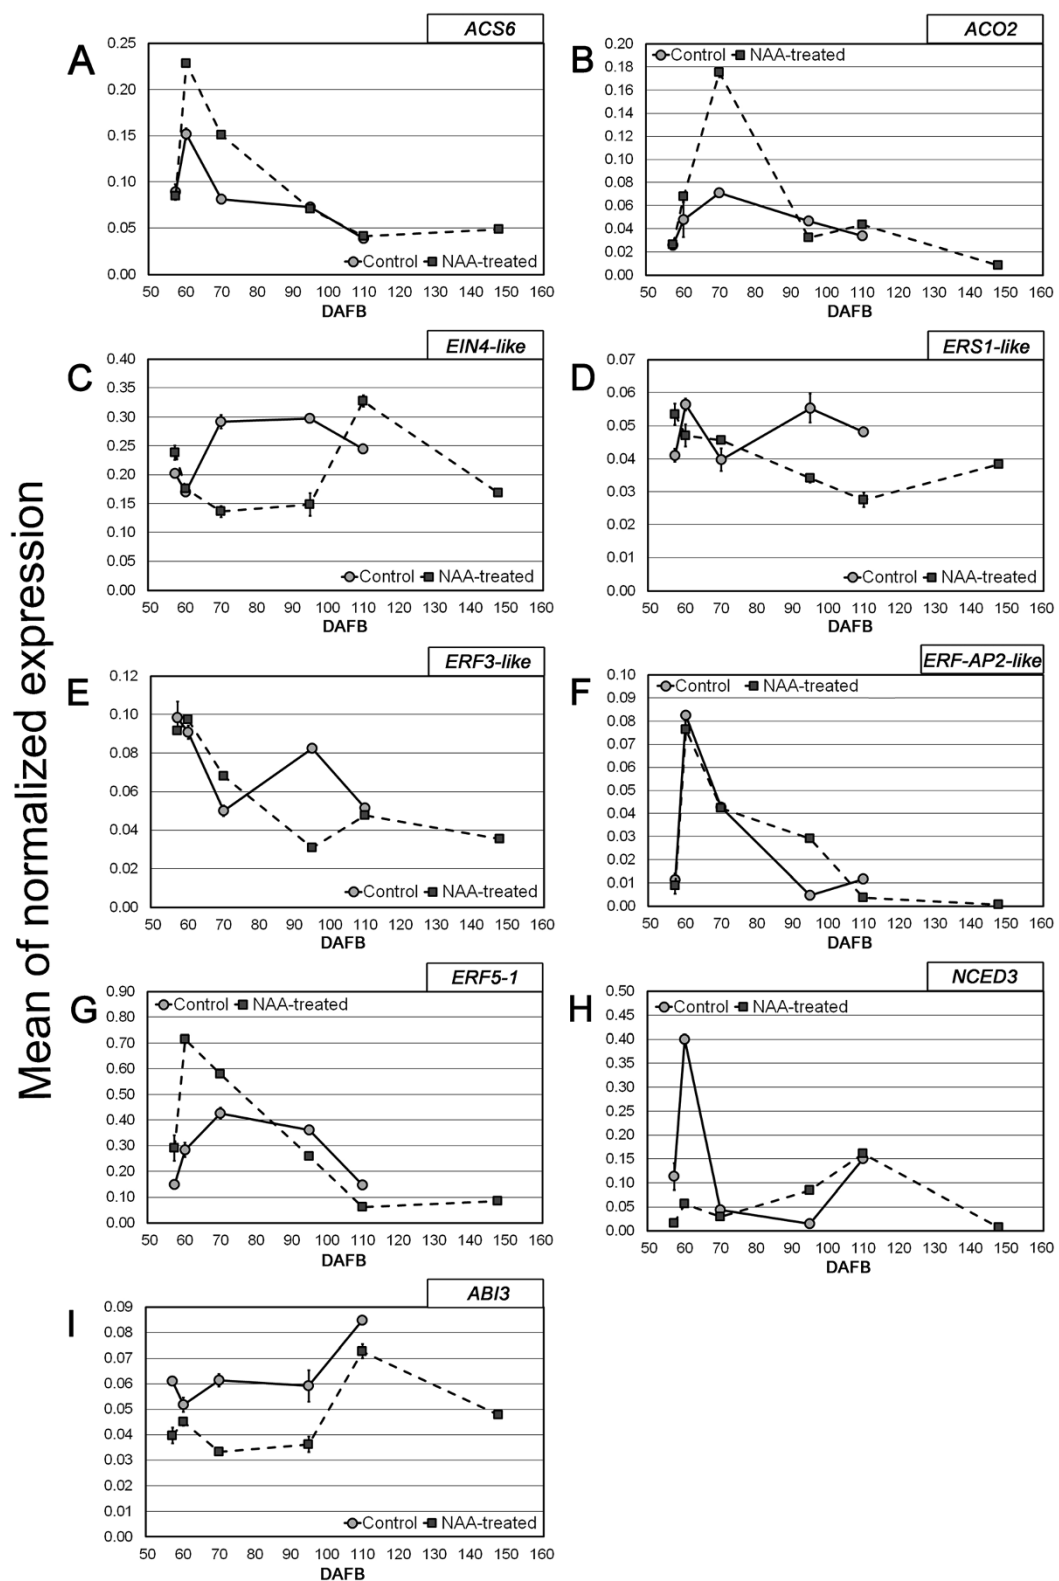 Mean of normalized expression
A
ACS6
0.25
0.20
0.15
0.10
0.05
0.00
Control NAA-treated
50 60 70 80 90 100 110 120 130 140 150 160
DAFB
B
ACO2
Control NAA-treated
0.20
0.18
0.16
0.14
0.12
0.10
0.08
0.06
0.04
0.02
0.00
50 60 70 80 90 100 110 120 130 140 150 160
DAFB
C
EIN4-like
0.40
0.35
0.30
0.25
0.20
0.15
0.10
0.05
0.00
Control NAA-treated
50 60 70 80 90 100 110 120 130 140 150 160
DAFB
D
ERS1-like
0.07
0.06
0.05
0.04
0.03
0.02
0.01
0.00
Control NAA-treated
50 60 70 80 90 100 110 120 130 140 150 160
DAFB
E
ERF3-like
0.12
0.10
0.08
0.06
0.04
0.02
0.00
Control NAA-treated
50 60 70 80 90 100 110 120 130 140 150 160
DAFB
F
ERF-AP2-like
Control NAA-treated
0.10
0.09
0.08
0.07
0.06
0.05
0.04
0.03
0.02
0.01
0.00
50 60 70 80 90 100 110 120 130 140 150 160
DAFB
G
ERF5-1
Control NAA-treated
0.90
0.80
0.70
0.60
0.50
0.40
0.30
0.20
0.10
0.00
50 60 70 80 90 100 110 120 130 140 150 160
DAFB
H
NCED3
Control NAA-treated
0.50
0.45
0.40
0.35
0.30
0.25
0.20
0.15
0.10
0.05
0.00
50 60 70 80 90 100 110 120 130 140 150 160
DAFB
I
ABI3
0.09
0.08
0.07
0.06
0.05
0.04
0.03
0.02
0.01
0.00
Control NAA-treated
50 60 70 80 90 100 110 120 130 140 150 160
DAFB